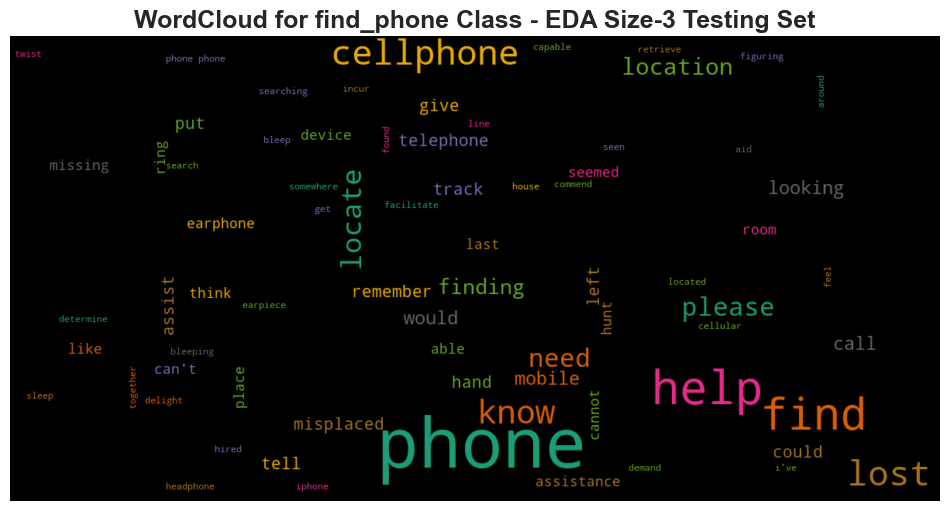 WordCloud for find_phone Class - EDA Size-3 Testing Set
twist
phone phone
cellphone
capable
retrieve
figuring
location
searching
incur
around
give
put
line
bleep
device
found
telephone
seen
aid
ring
search
missing
seemed
somewhere
locate
track
house
commend
looking
get
facilitate
earphone
room
last
assist
think
remember
finding
left
located
feel
earpiece
please
determine
would
hunt
cellular
like
bleeping
able
need
call
can't
together
place
hand
mobile
help
sleep
delight
know
cannot
find
misplaced
phone
hired
could
tell
demand
i've
lost
headphone
iphone
assistance